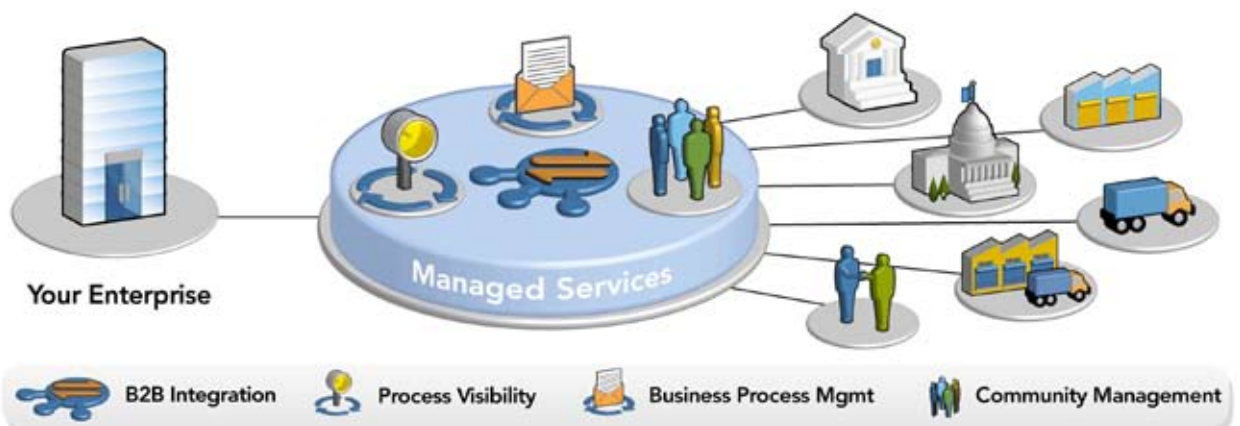 Managed Services
Your Enterprise
B2B Integration
Process Visibility
Business Process Mgmt
Community Management